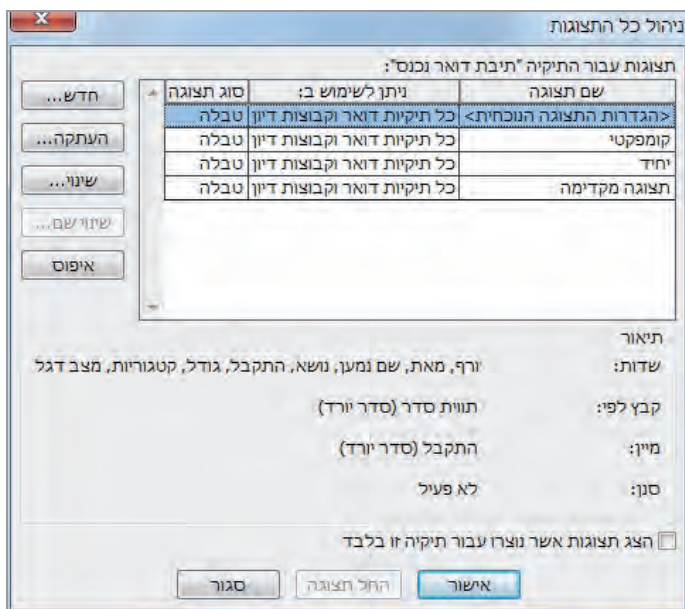 ניהול כל התצוגות
תצוגות עבור התיקיה "תיבת דואר נכנס":
שם תצוגה ניתן לשימוש ב: סוג תצוגה
<הגדרות התצוגה הנוכחית> כל תיקיות דואר וקבוצות דיון טבלה
קומפקטי כל תיקיות דואר וקבוצות דיון טבלה
יחיד כל תיקיות דואר וקבוצות דיון טבלה
תצוגה מקדימה כל תיקיות דואר וקבוצות דיון טבלה
חדש...
העתקה...
שינוי...
שינוי שם...
איפוס
תיאור
שדות: ורף, מאת, שם נמען, נושא, התקבל, גודל, קטגוריות, מצב דגל
קבץ לפי: תווית סדר (סדר יורד)
מיין: התקבל (סדר יורד)
סנן: לא פעיל
הצג תצוגות אשר נוצרו עבור תיקיה זו בלבד
אישור החל תצוגה סגור